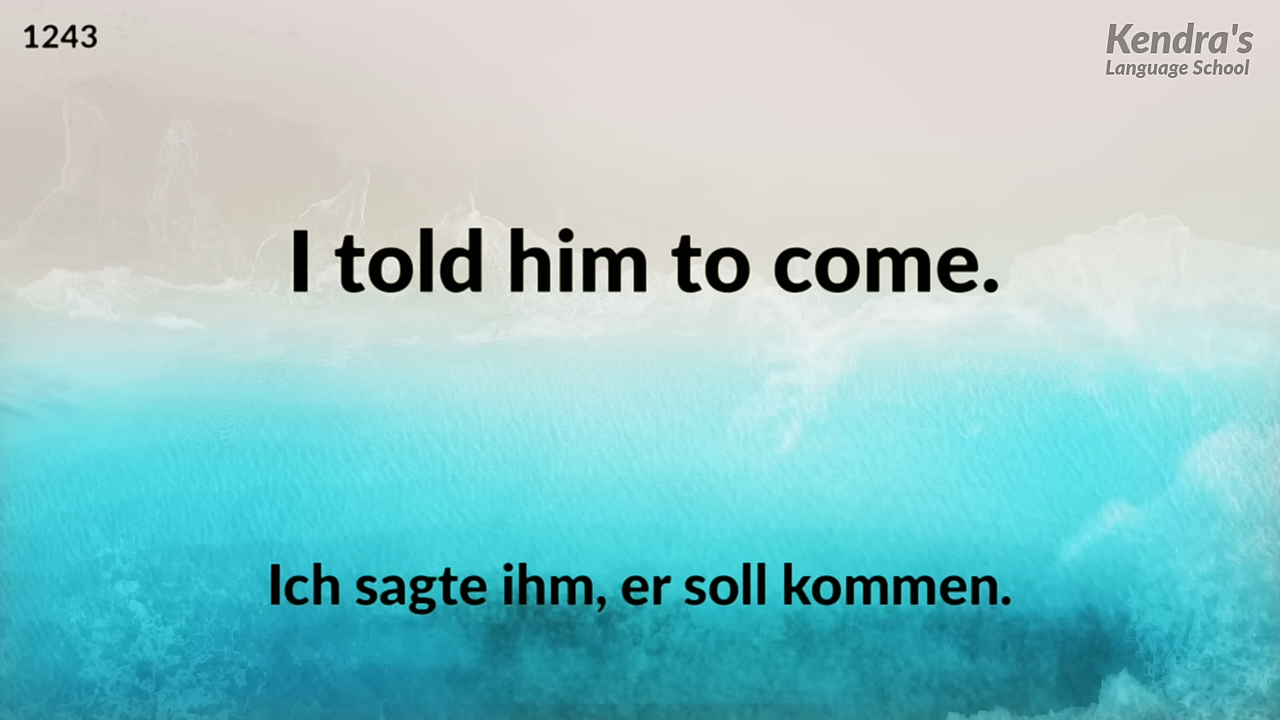 1243
Kendra's
Language School
I told him to come.
Ich sagte ihm, er soll kommen.